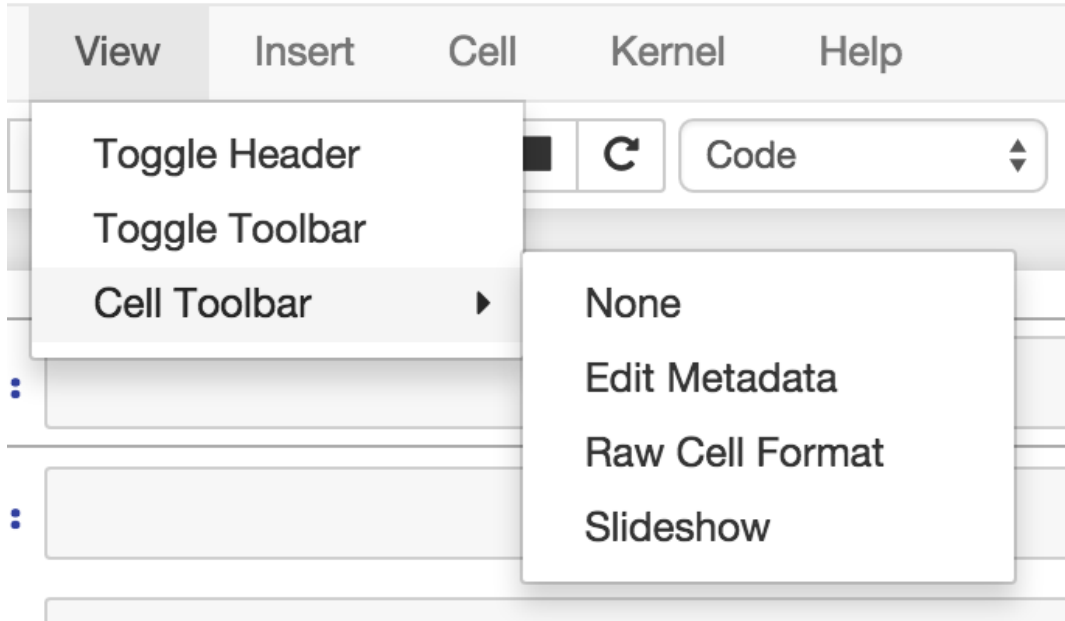 View Insert Cell Kernel Help
Toggle Header
Code
Toggle Toolbar
Cell Toolbar
None
Edit Metadata
Raw Cell Format
Slideshow